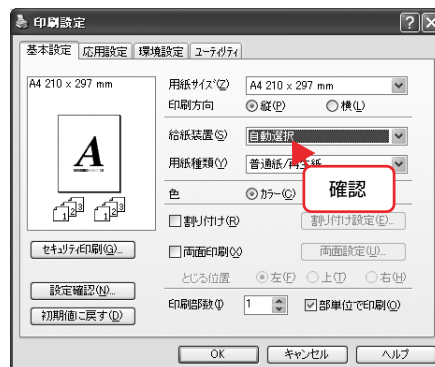 印刷設定
基本設定 応用設定 環境設定 ユーティリティ
A4 210 x 297 mm
用紙サイズ(Z) A4 210 x 297 mm
印刷方向 縦(P) 横(L)
給紙装置(S) 自動選択
用紙種類(Y) 普通紙/再生紙
確認
色 カラー(C)
A
123 123
割り付け(R) 割り付け設定(E)...
セキュリティ印刷(G)... 両面印刷(X) 両面設定(U)...
とじる位置 左(F) 上(T) 右(H)
設定確認(N)...
印刷部数(I) 1 部単位で印刷(O)
初期値に戻す(D)
OK キャンセル ヘルプ